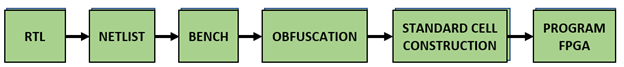 RTL
NETLIST
BENCH
OBFUSCATION
STANDARD CELL
CONSTRUCTION
PROGRAM
FPGA